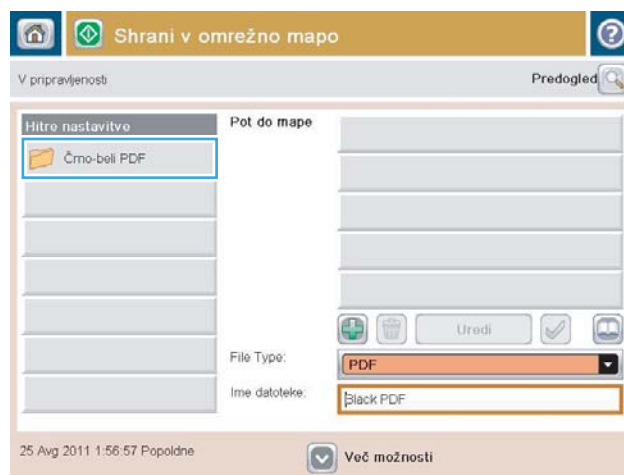 Shrani v omrežno mapo
V pripravljenosti
Predogled
Hitre nastavitve
Črno-beli PDF
Pot do mape
Uredi
File Type:
PDF
Ime datoteke:
Black PDF
25 Avg 2011 1:56:57 Popoldne
Več možnosti